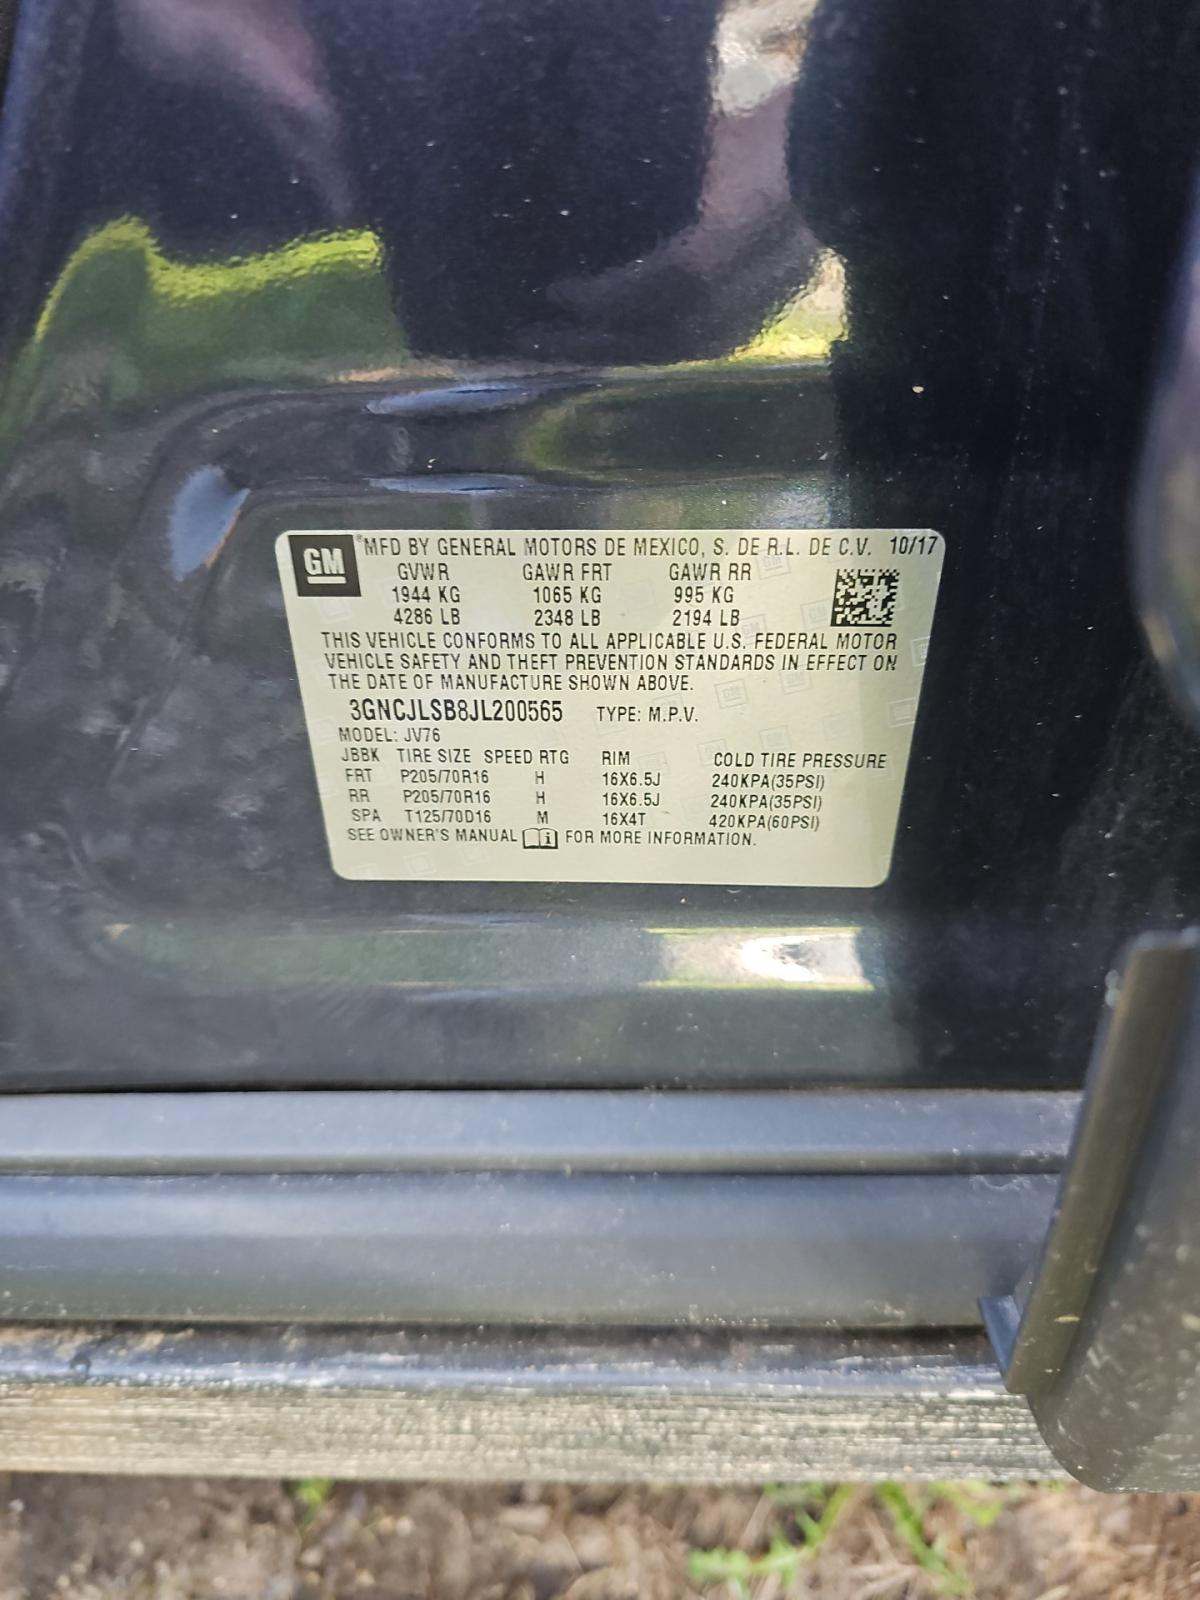 GM ®MFD BY GENERAL MOTORS DE MEXICO, S. DE R.L. DE C.V. 10/17
GVWR GAWR FRT GAWR RR
1944 KG 1065 KG 995 KG
4286 LB 2348 LB 2194 LB
THIS VEHICLE CONFORMS TO ALL APPLICABLE U.S. FEDERAL MOTOR
VEHICLE SAFETY AND THEFT PREVENTION STANDARDS IN EFFECT ON
THE DATE OF MANUFACTURE SHOWN ABOVE.
3GNCJLSB8JL200565 TYPE: M.P.V.
MODEL: JV76
JBBK TIRE SIZE SPEED RTG RIM COLD TIRE PRESSURE
FRT P205/70R16 H 16X6.5J 240KPA(35PSI)
RR P205/70R16 H 16X6.5J 240KPA(35PSI)
SPA T125/70D16 M 16X4T 420KPA(60PSI)
SEE OWNER'S MANUAL i FOR MORE INFORMATION.